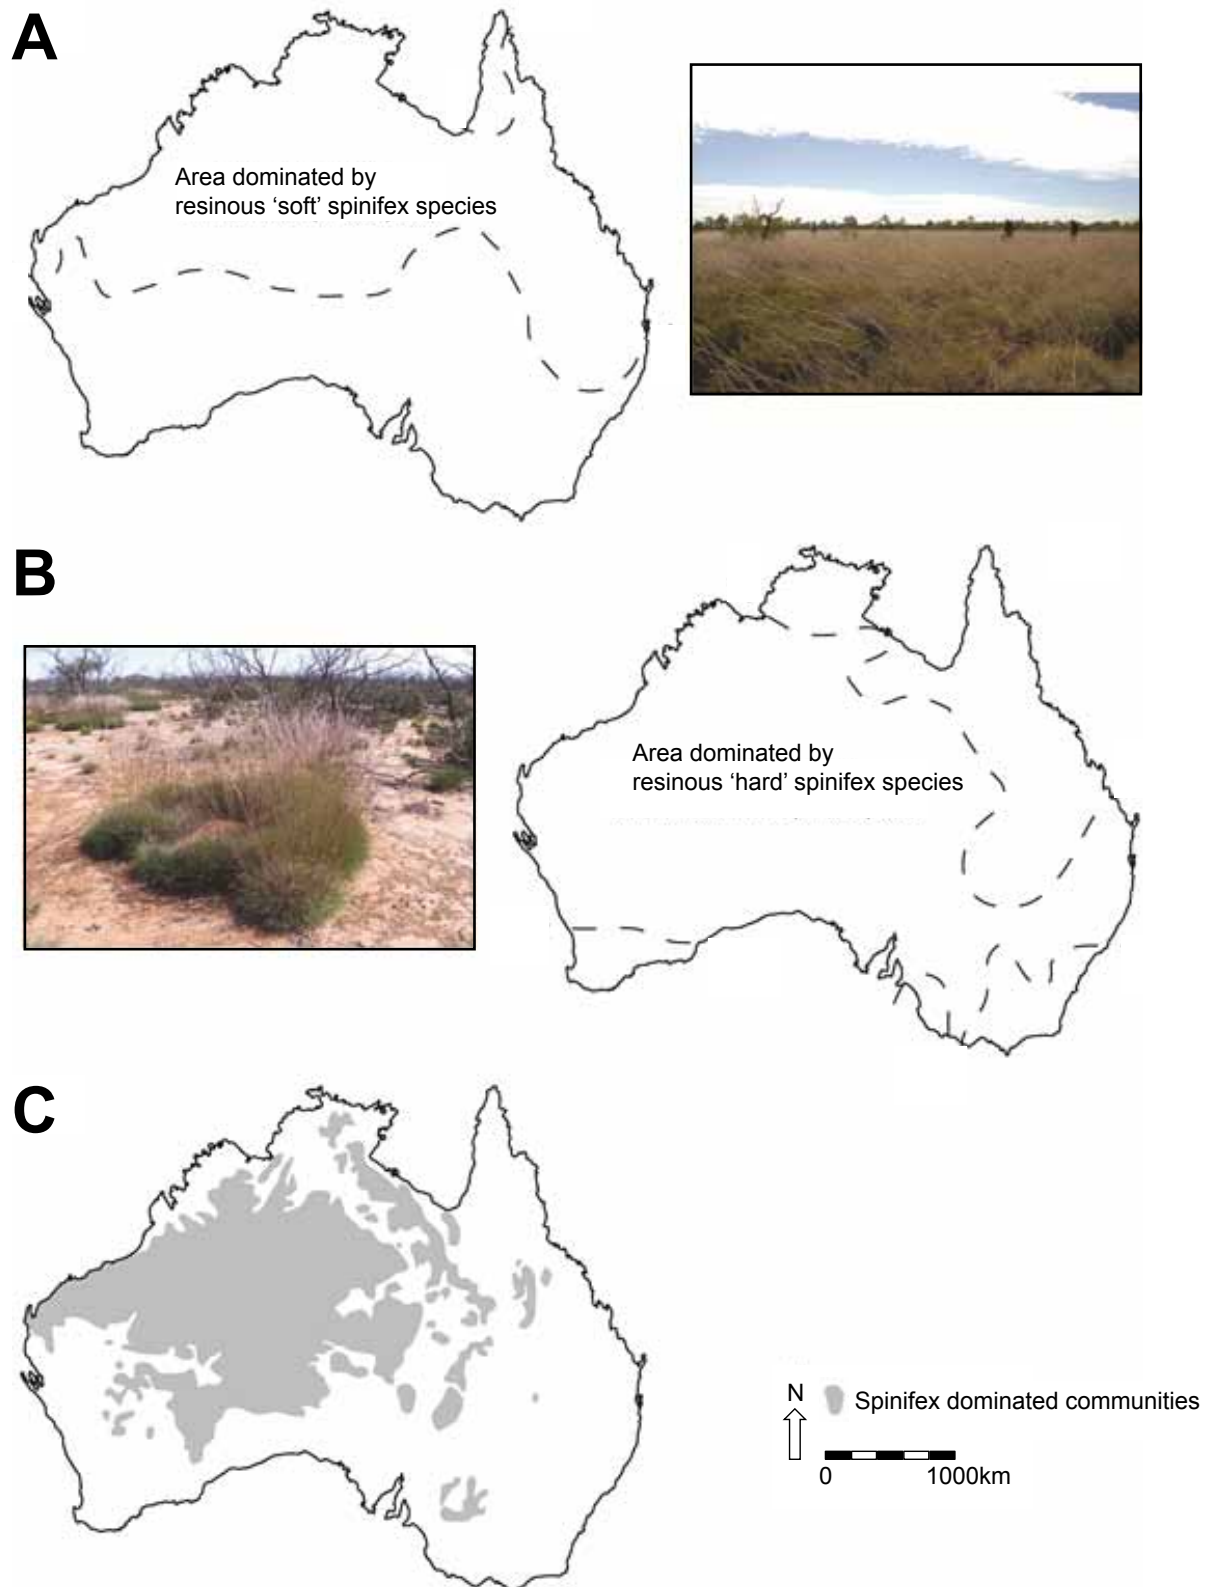 A
Area dominated by
resinous ‘soft’ spinifex species
B
Area dominated by
resinous ‘hard’ spinifex species
C
N
Spinifex dominated communities
0 1000km